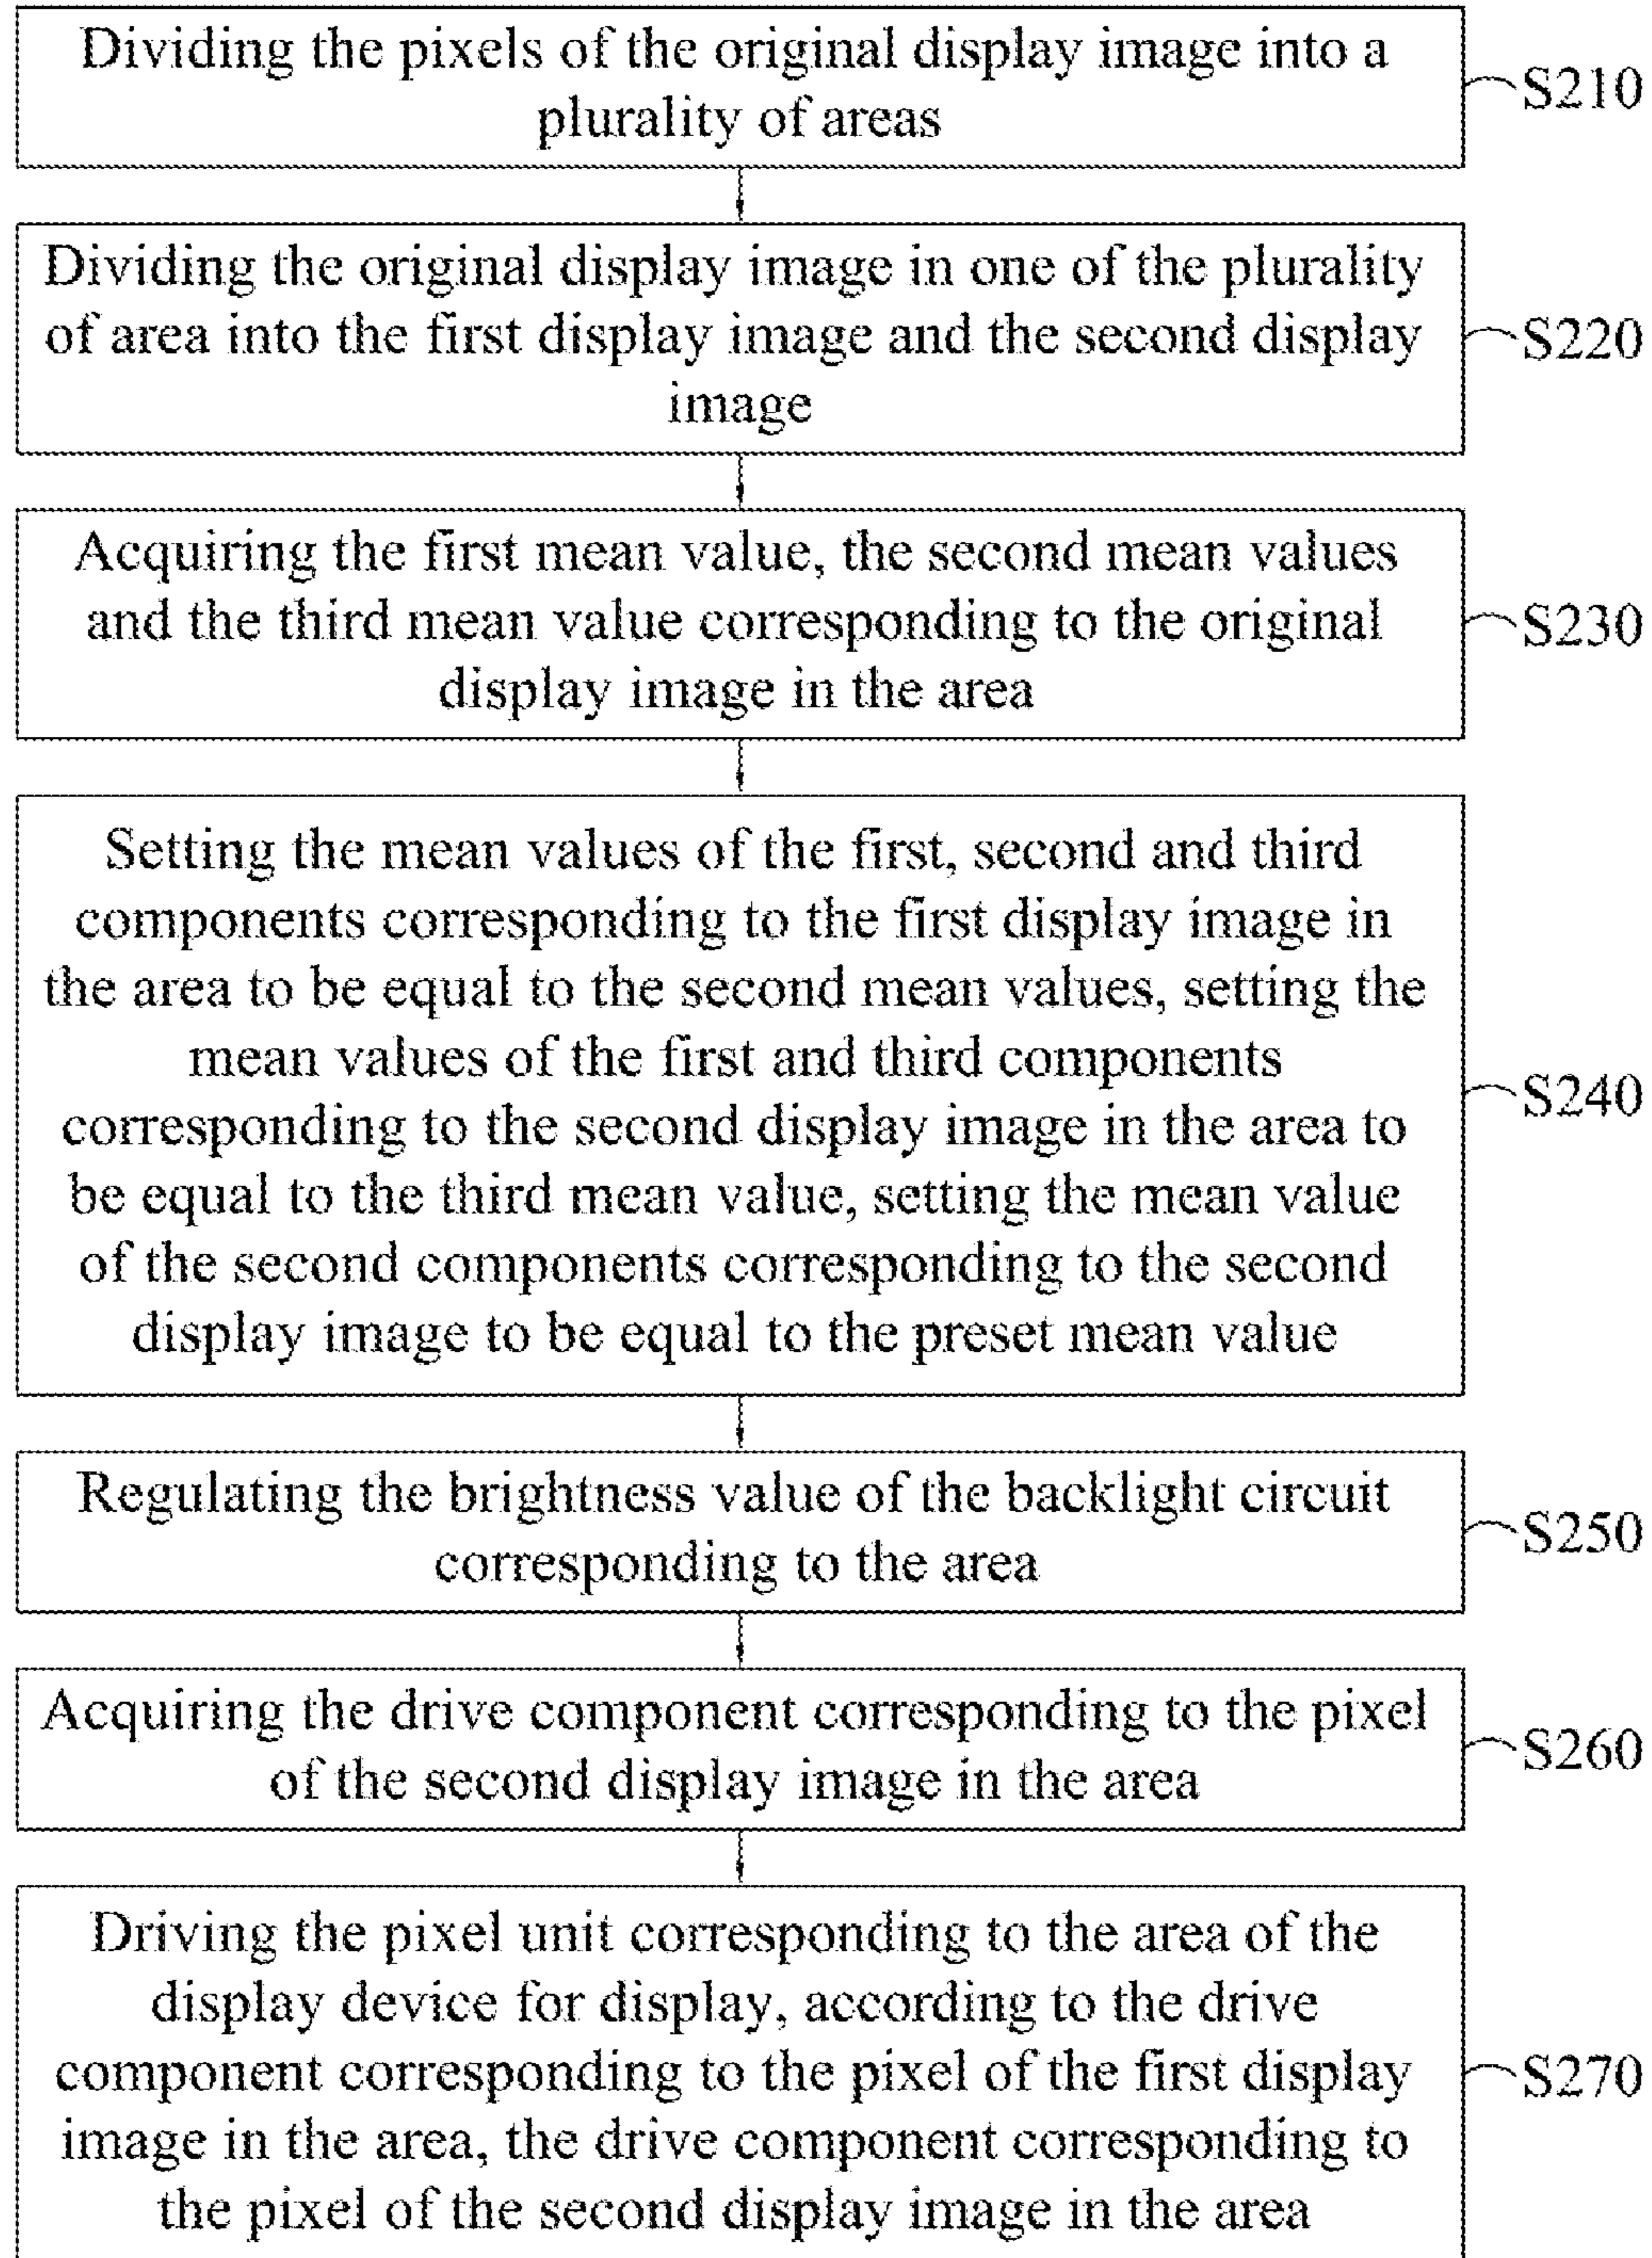 Dividing the pixels of the original display image into a
plurality of areas
S210
Dividing the original display image in one of the plurality
of area into the first display image and the second display
image
S220
Acquiring the first mean value, the second mean values
and the third mean value corresponding to the original
display image in the area
S230
Setting the mean values of the first, second and third
components corresponding to the first display image in
the area to be equal to the second mean values, setting the
mean values of the first and third components
corresponding to the second display image in the area to
be equal to the third mean value, setting the mean value
of the second components corresponding to the second
display image to be equal to the preset mean value
S240
Regulating the brightness value of the backlight circuit
corresponding to the area
S250
Acquiring the drive component corresponding to the pixel
of the second display image in the area
S260
Driving the pixel unit corresponding to the area of the
display device for display, according to the drive
component corresponding to the pixel of the first display
image in the area, the drive component corresponding to
the pixel of the second display image in the area
S270